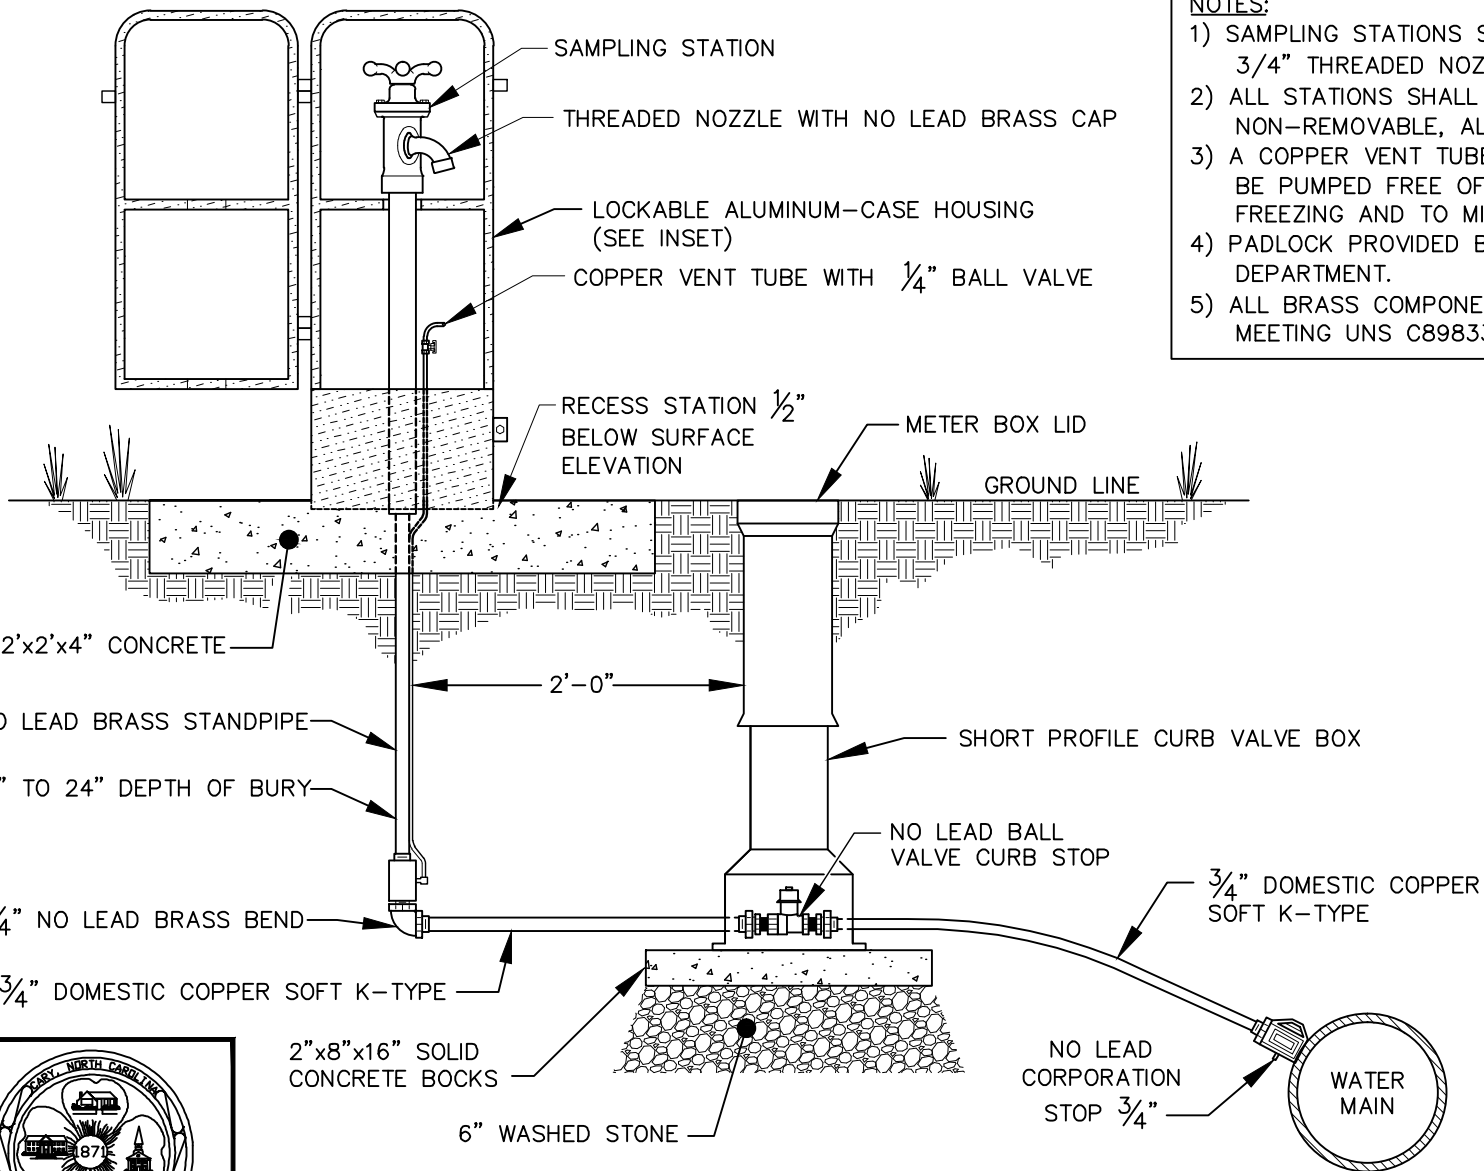 SAMPLING STATION
THREADED NOZZLE WITH NO LEAD BRASS CAP
LOCKABLE ALUMINUM-CASE HOUSING
(SEE INSET)
COPPER VENT TUBE WITH 1/4" BALL VALVE
NOTES:
1) SAMPLING STATIONS
3/4" THREADED
2) ALL STATIONS SHALL
NON-REMOVABLE,
3) A COPPER VENT TUBE
BE PUMPED FREE OF
FREEZING AND TO
4) PADLOCK PROVIDED
DEPARTMENT.
5) ALL BRASS
MEETING UNS
RECESS STATION 1/2"
BELOW SURFACE
ELEVATION
METER BOX LID
GROUND LINE
2'x2'x4" CONCRETE
2'-0"
LEAD BRASS STANDPIPE
TO 24" DEPTH OF BURY
SHORT PROFILE CURB VALVE BOX
NO LEAD BALL
VALVE CURB STOP
3/4" DOMESTIC COPPER
SOFT K-TYPE
NO LEAD BRASS BEND
3/4" DOMESTIC COPPER SOFT K-TYPE
2"x8"x16" SOLID
CONCRETE BOCKS
6" WASHED STONE
NO LEAD
CORPORATION
STOP 3/4"
WATER
MAIN
CARY, NORTH CAROLINA
1871